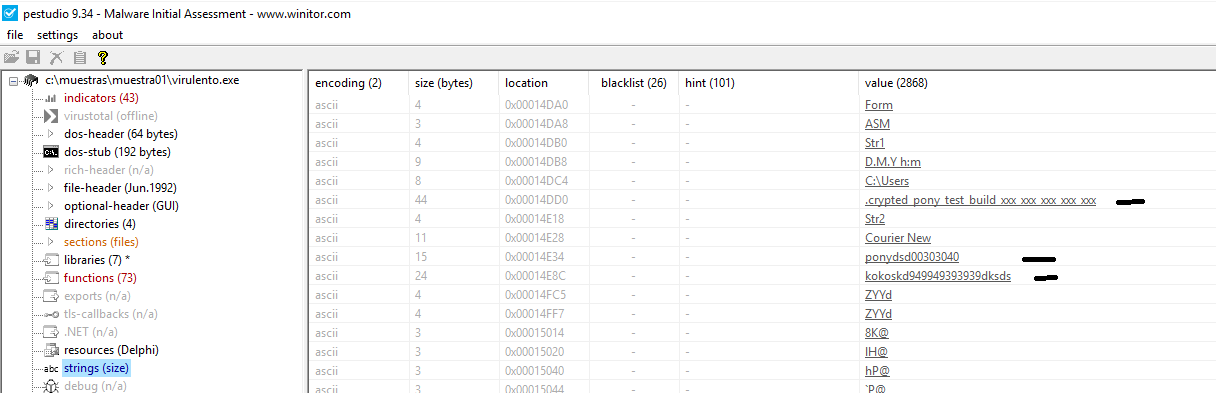 pestudio 9.34 - Malware Initial Assessment - www.winitor.com
file settings about
c:\muestras\muestra01\virulento.exe
indicators (43)
virustotal (offline)
dos-header (64 bytes)
dos-stub (192 bytes)
rich-header (n/a)
file-header (Jun.1992)
optional-header (GUI)
directories (4)
sections (files)
libraries (7) *
functions (73)
exports (n/a)
tls-callbacks (n/a)
.NET (n/a)
resources (Delphi)
abc strings (size)
debug (n/a)
encoding (2) size (bytes) location blacklist (26) hint (101) value (2868)
ascii 4 0x00014DA0 - - Form
ascii 3 0x00014DA8 - - ASM
ascii 4 0x00014DB0 - - Str1
ascii 9 0x00014DB8 - - D.M.Y h:m
ascii 8 0x00014DC4 - - C:\Users
ascii 44 0x00014DD0 - - .crypted_pony_test_build_xxx_xxx_xxx_xxx_xxx
ascii 4 0x00014E18 - - Str2
ascii 11 0x00014E28 - - Courier New
ascii 15 0x00014E34 - - ponydsd00303040
ascii 24 0x00014E8C - - kokoskd949949393939dksds
ascii 4 0x00014FC5 - - ZYYd
ascii 4 0x00014FF7 - - ZYYd
ascii 3 0x00015014 - - 8K@
ascii 3 0x00015020 - - IH@
ascii 3 0x00015040 - - hP@
ascii 3 0x00015044 - - `P@